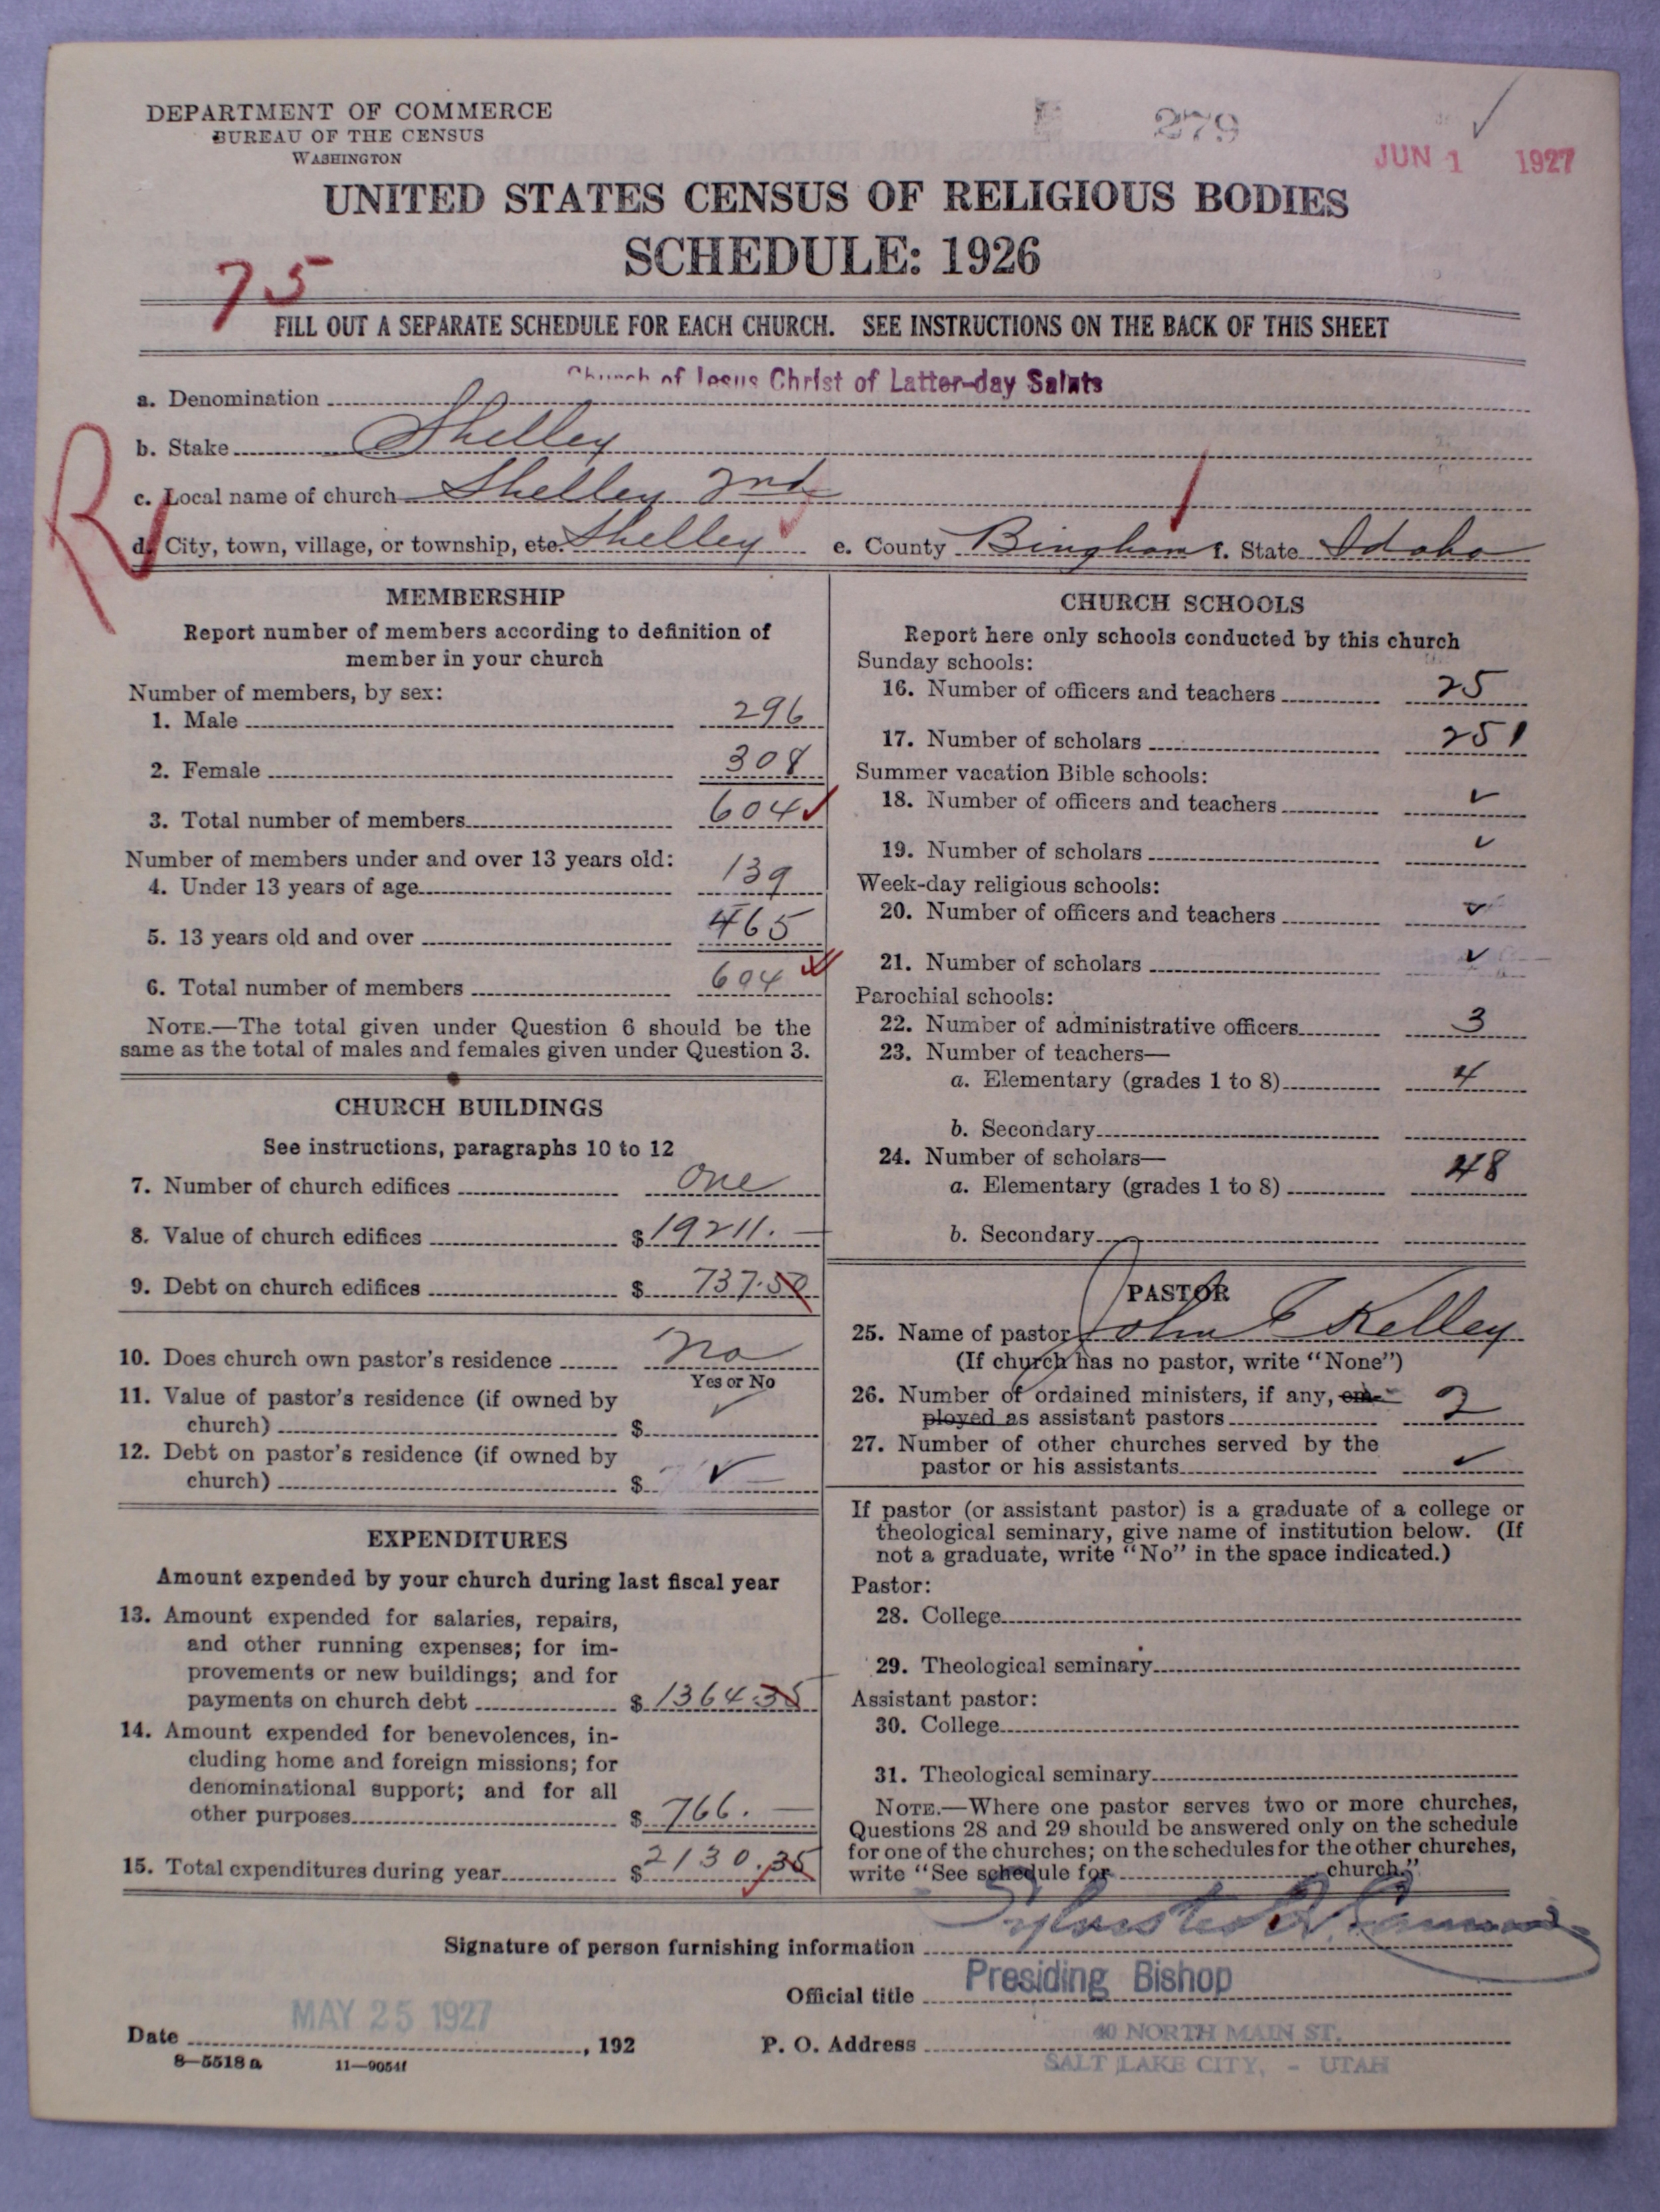 DEPARTMENT OF COMMERCE
BUREAU OF THE CENSUS
WASHINGTON
279
JUN 1 1927
UNITED STATES CENSUS OF RELIGIOUS BODIES
SCHEDULE: 1926
75
FILL OUT A SEPARATE SCHEDULE FOR EACH CHURCH. SEE INSTRUCTIONS ON THE BACK OF THIS SHEET
a. Denomination Church of Jesus Christ of Latter-day Saints
b. Stake Shelley
R
c. Local name of church Shelley 2nd
d. City, town, village, or township, etc. Shelley e. County Bingham f. State Idaho
MEMBERSHIP
Report number of members according to definition of
member in your church
Number of members, by sex:
1. Male 296
2. Female 308
3. Total number of members 604
Number of members under and over 13 years old:
4. Under 13 years of age 139
5. 13 years old and over 465
6. Total number of members 604
NOTE.—The total given under Question 6 should be the
same as the total of males and females given under Question 3.
CHURCH BUILDINGS
See instructions, paragraphs 10 to 12
7. Number of church edifices One
8. Value of church edifices $ 19211.—
9. Debt on church edifices $ 737.50
10. Does church own pastor's residence No
Yes or No
11. Value of pastor's residence (if owned by
church) $ ✓
12. Debt on pastor's residence (if owned by
church) $ ✓
EXPENDITURES
Amount expended by your church during last fiscal year
13. Amount expended for salaries, repairs,
and other running expenses; for im-
provements or new buildings; and for
payments on church debt $ 1364.35
14. Amount expended for benevolences, in-
cluding home and foreign missions; for
denominational support; and for all
other purposes $ 766.—
15. Total expenditures during year $ 2130.35
CHURCH SCHOOLS
Report here only schools conducted by this church
Sunday schools:
16. Number of officers and teachers 25
17. Number of scholars 251
Summer vacation Bible schools:
18. Number of officers and teachers ✓
19. Number of scholars ✓
Week-day religious schools:
20. Number of officers and teachers ✓
21. Number of scholars ✓
Parochial schools:
22. Number of administrative officers 3
23. Number of teachers—
a. Elementary (grades 1 to 8) 4
b. Secondary
24. Number of scholars—
a. Elementary (grades 1 to 8) 48
b. Secondary
PASTOR
25. Name of pastor John E Kelley
(If church has no pastor, write "None")
26. Number of ordained ministers, if any, em-
ployed as assistant pastors 2
27. Number of other churches served by the
pastor or his assistants ✓
If pastor (or assistant pastor) is a graduate of a college or
theological seminary, give name of institution below. (If
not a graduate, write "No" in the space indicated.)
Pastor:
28. College
29. Theological seminary
Assistant pastor:
30. College
31. Theological seminary
NOTE.—Where one pastor serves two or more churches,
Questions 28 and 29 should be answered only on the schedule
for one of the churches; on the schedules for the other churches,
write "See schedule for church."
Signature of person furnishing information Sylvester Q. Cannon
Official title Presiding Bishop
MAY 25 1927
Date , 192 P. O. Address 40 NORTH MAIN ST.
SALT LAKE CITY, - UTAH
8—5518a 11—9054f